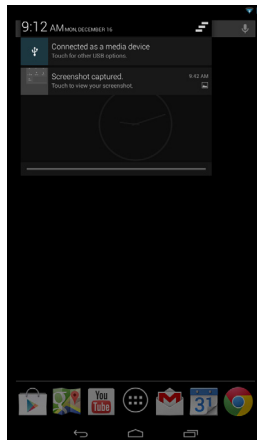 9:12 AM MON, DECEMBER 16
Connected as a media device
Touch for other USB options.
Screenshot captured. 9:42 AM
Touch to view your screenshot.
You
Tube
31